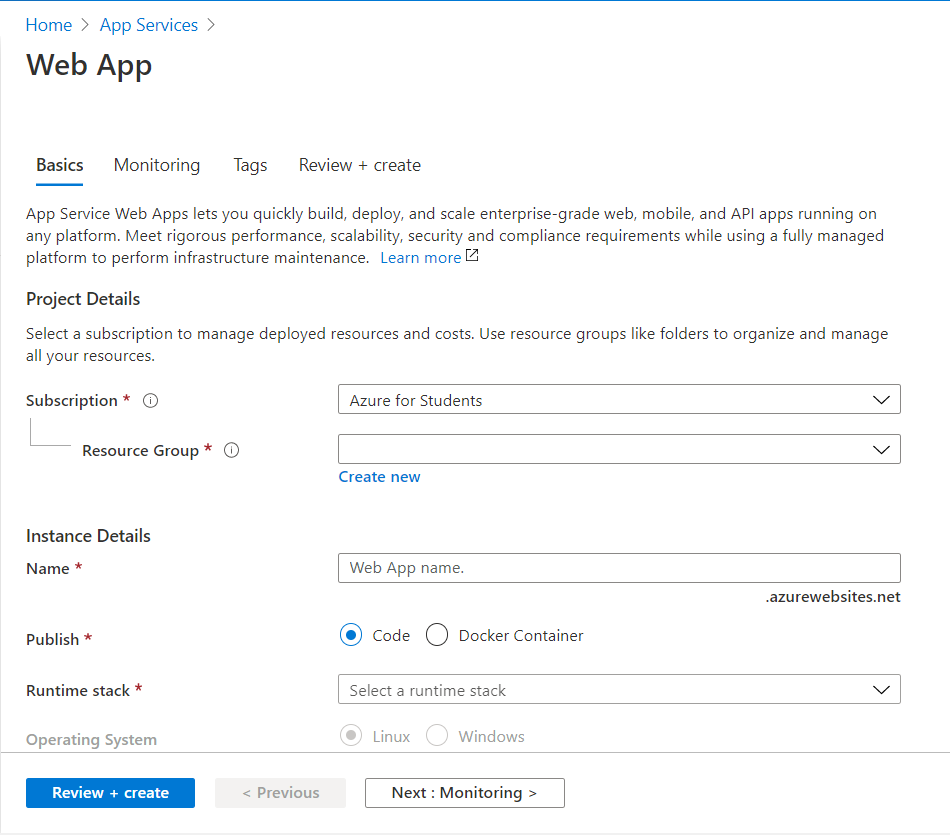 Home > App Services >
Web App
Basics Monitoring Tags Review + create
App Service Web Apps lets you quickly build, deploy, and scale enterprise-grade web, mobile, and API apps running on
any platform. Meet rigorous performance, scalability, security and compliance requirements while using a fully managed
platform to perform infrastructure maintenance. Learn more
Project Details
Select a subscription to manage deployed resources and costs. Use resource groups like folders to organize and manage
all your resources.
Subscription * Azure for Students
Resource Group *
Create new
Instance Details
Name * Web App name.
.azurewebsites.net
Publish * Code Docker Container
Runtime stack * Select a runtime stack
Operating System Linux Windows
Review + create < Previous Next : Monitoring >